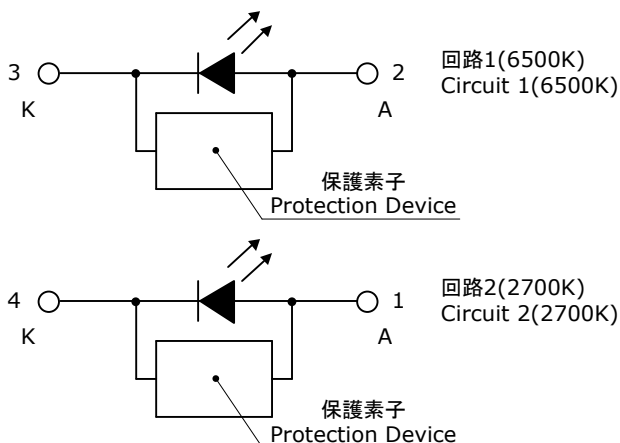 3
2
K
A
回路1(6500K)
Circuit 1(6500K)
保護素子
Protection Device
4
1
K
A
回路2(2700K)
Circuit 2(2700K)
保護素子
Protection Device